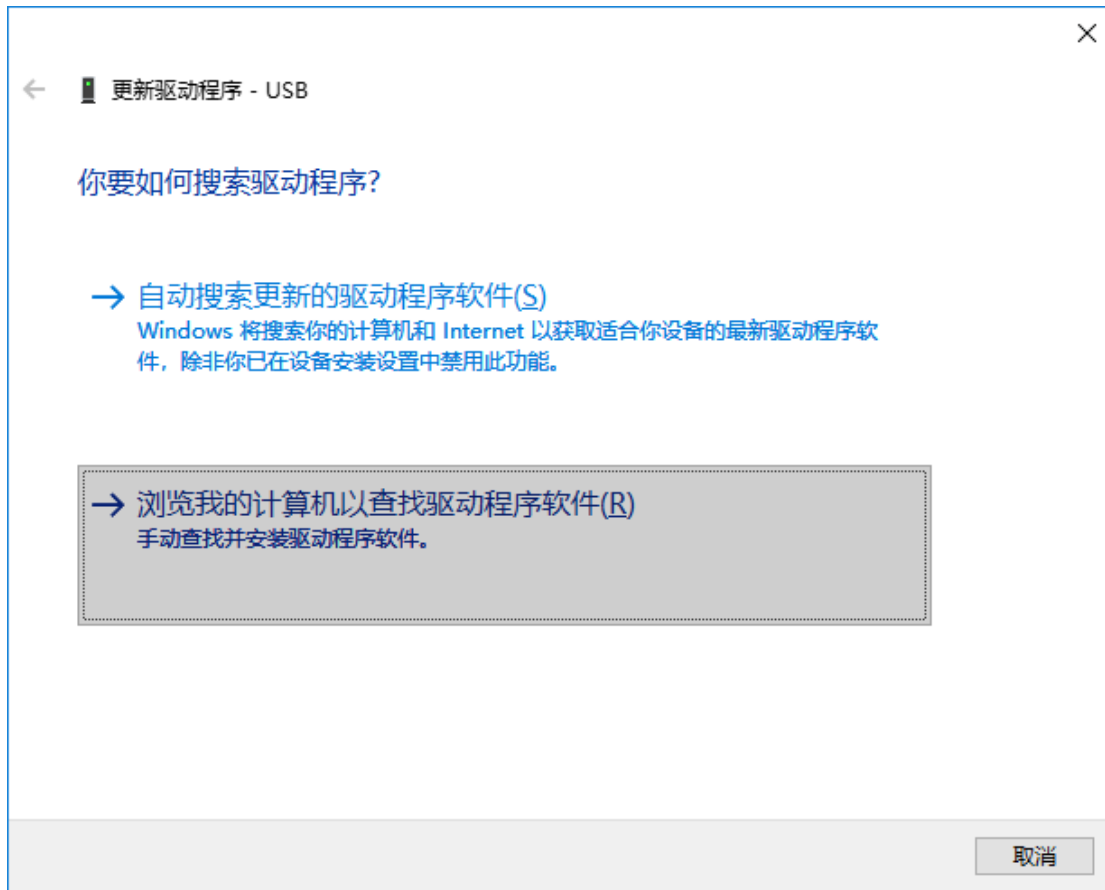 更新驱动程序 - USB
你要如何搜索驱动程序?
自动搜索更新的驱动程序软件(S)
Windows 将搜索你的计算机和 Internet 以获取适合你设备的最新驱动程序软
件，除非你已在设备安装设置中禁用此功能。
浏览我的计算机以查找驱动程序软件(R)
手动查找并安装驱动程序软件。
取消